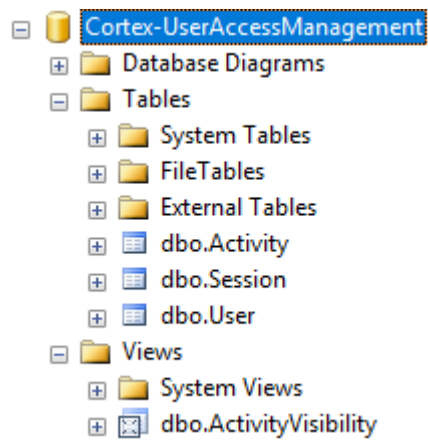 Cortex-UserAccessManagement
Database Diagrams
Tables
System Tables
FileTables
External Tables
dbo.Activity
dbo.Session
dbo.User
Views
System Views
dbo.ActivityVisibility